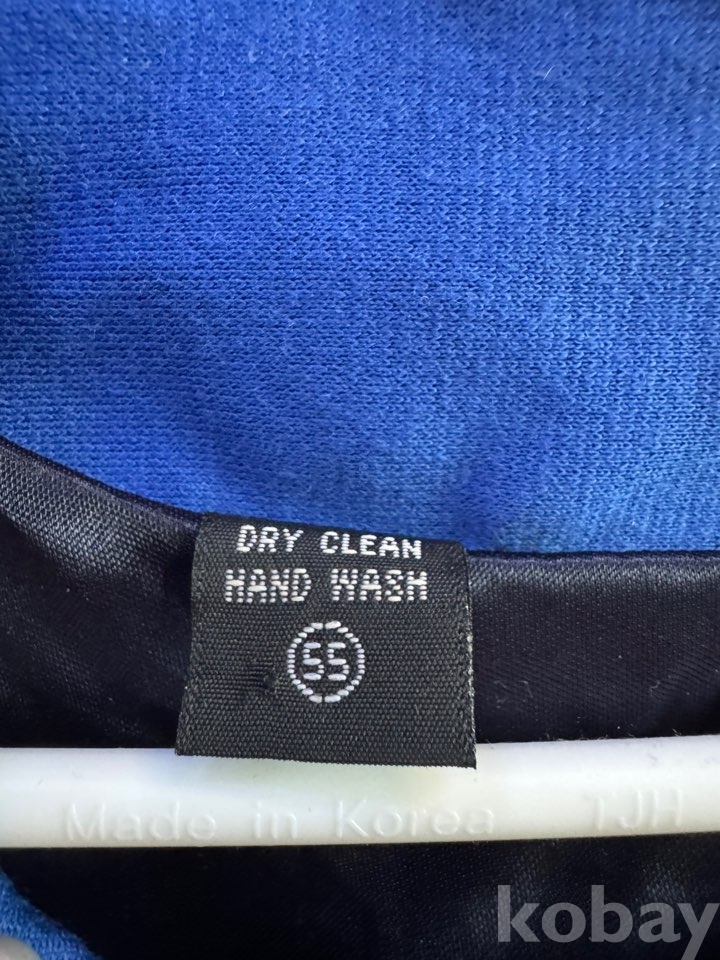 DRY CLEAN
HAND WASH
55
Made in Korea TJH
kobay